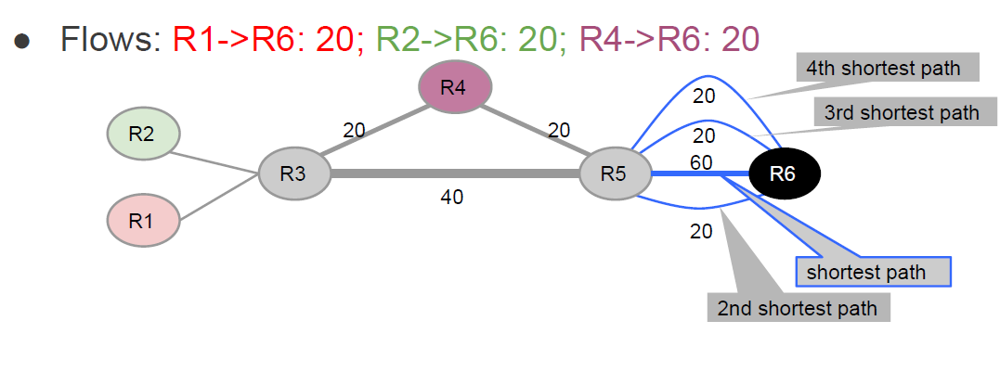 ● Flows: R1->R6: 20; R2->R6: 20; R4->R6: 20
4th shortest path
R4
20
3rd shortest path
R2
20
20
20
60
R3
R5
R6
40
R1
20
shortest path
2nd shortest path